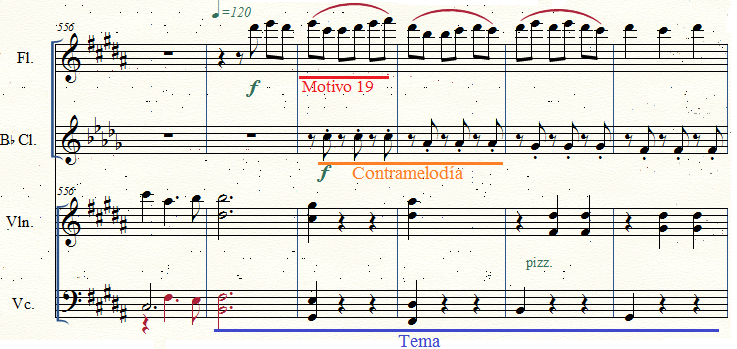 =120
556
Fl.
f
Motivo 19
B♭ Cl.
f
Contramelodía
556
Vln.
pizz.
Vc.
Tema